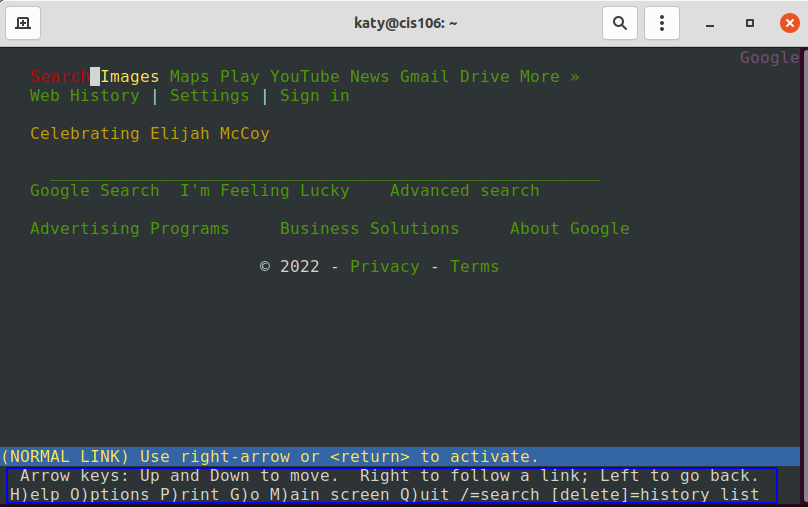 katy@cis106: ~
Google
Search Images Maps Play YouTube News Gmail Drive More »
Web History | Settings | Sign in
Celebrating Elijah McCoy
Google Search I'm Feeling Lucky Advanced search
Advertising Programs Business Solutions About Google
© 2022 - Privacy - Terms
(NORMAL LINK) Use right-arrow or <return> to activate.
Arrow keys: Up and Down to move. Right to follow a link; Left to go back.
H)elp O)ptions P)rint G)o M)ain screen Q)uit /=search [delete]=history list